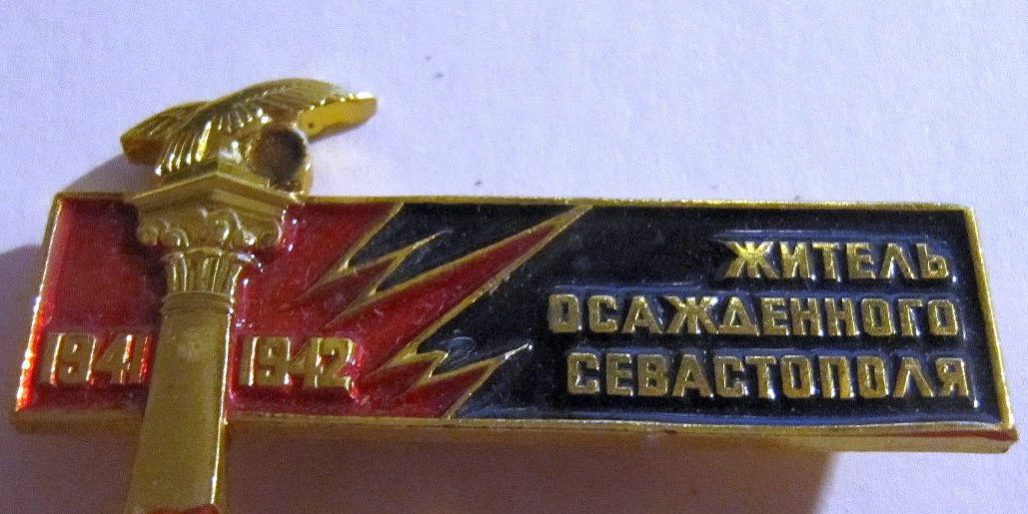 ЖИТЕЛЬ
ОСАЖДЕННОГО
СЕВАСТОПОЛЯ
1941 1942